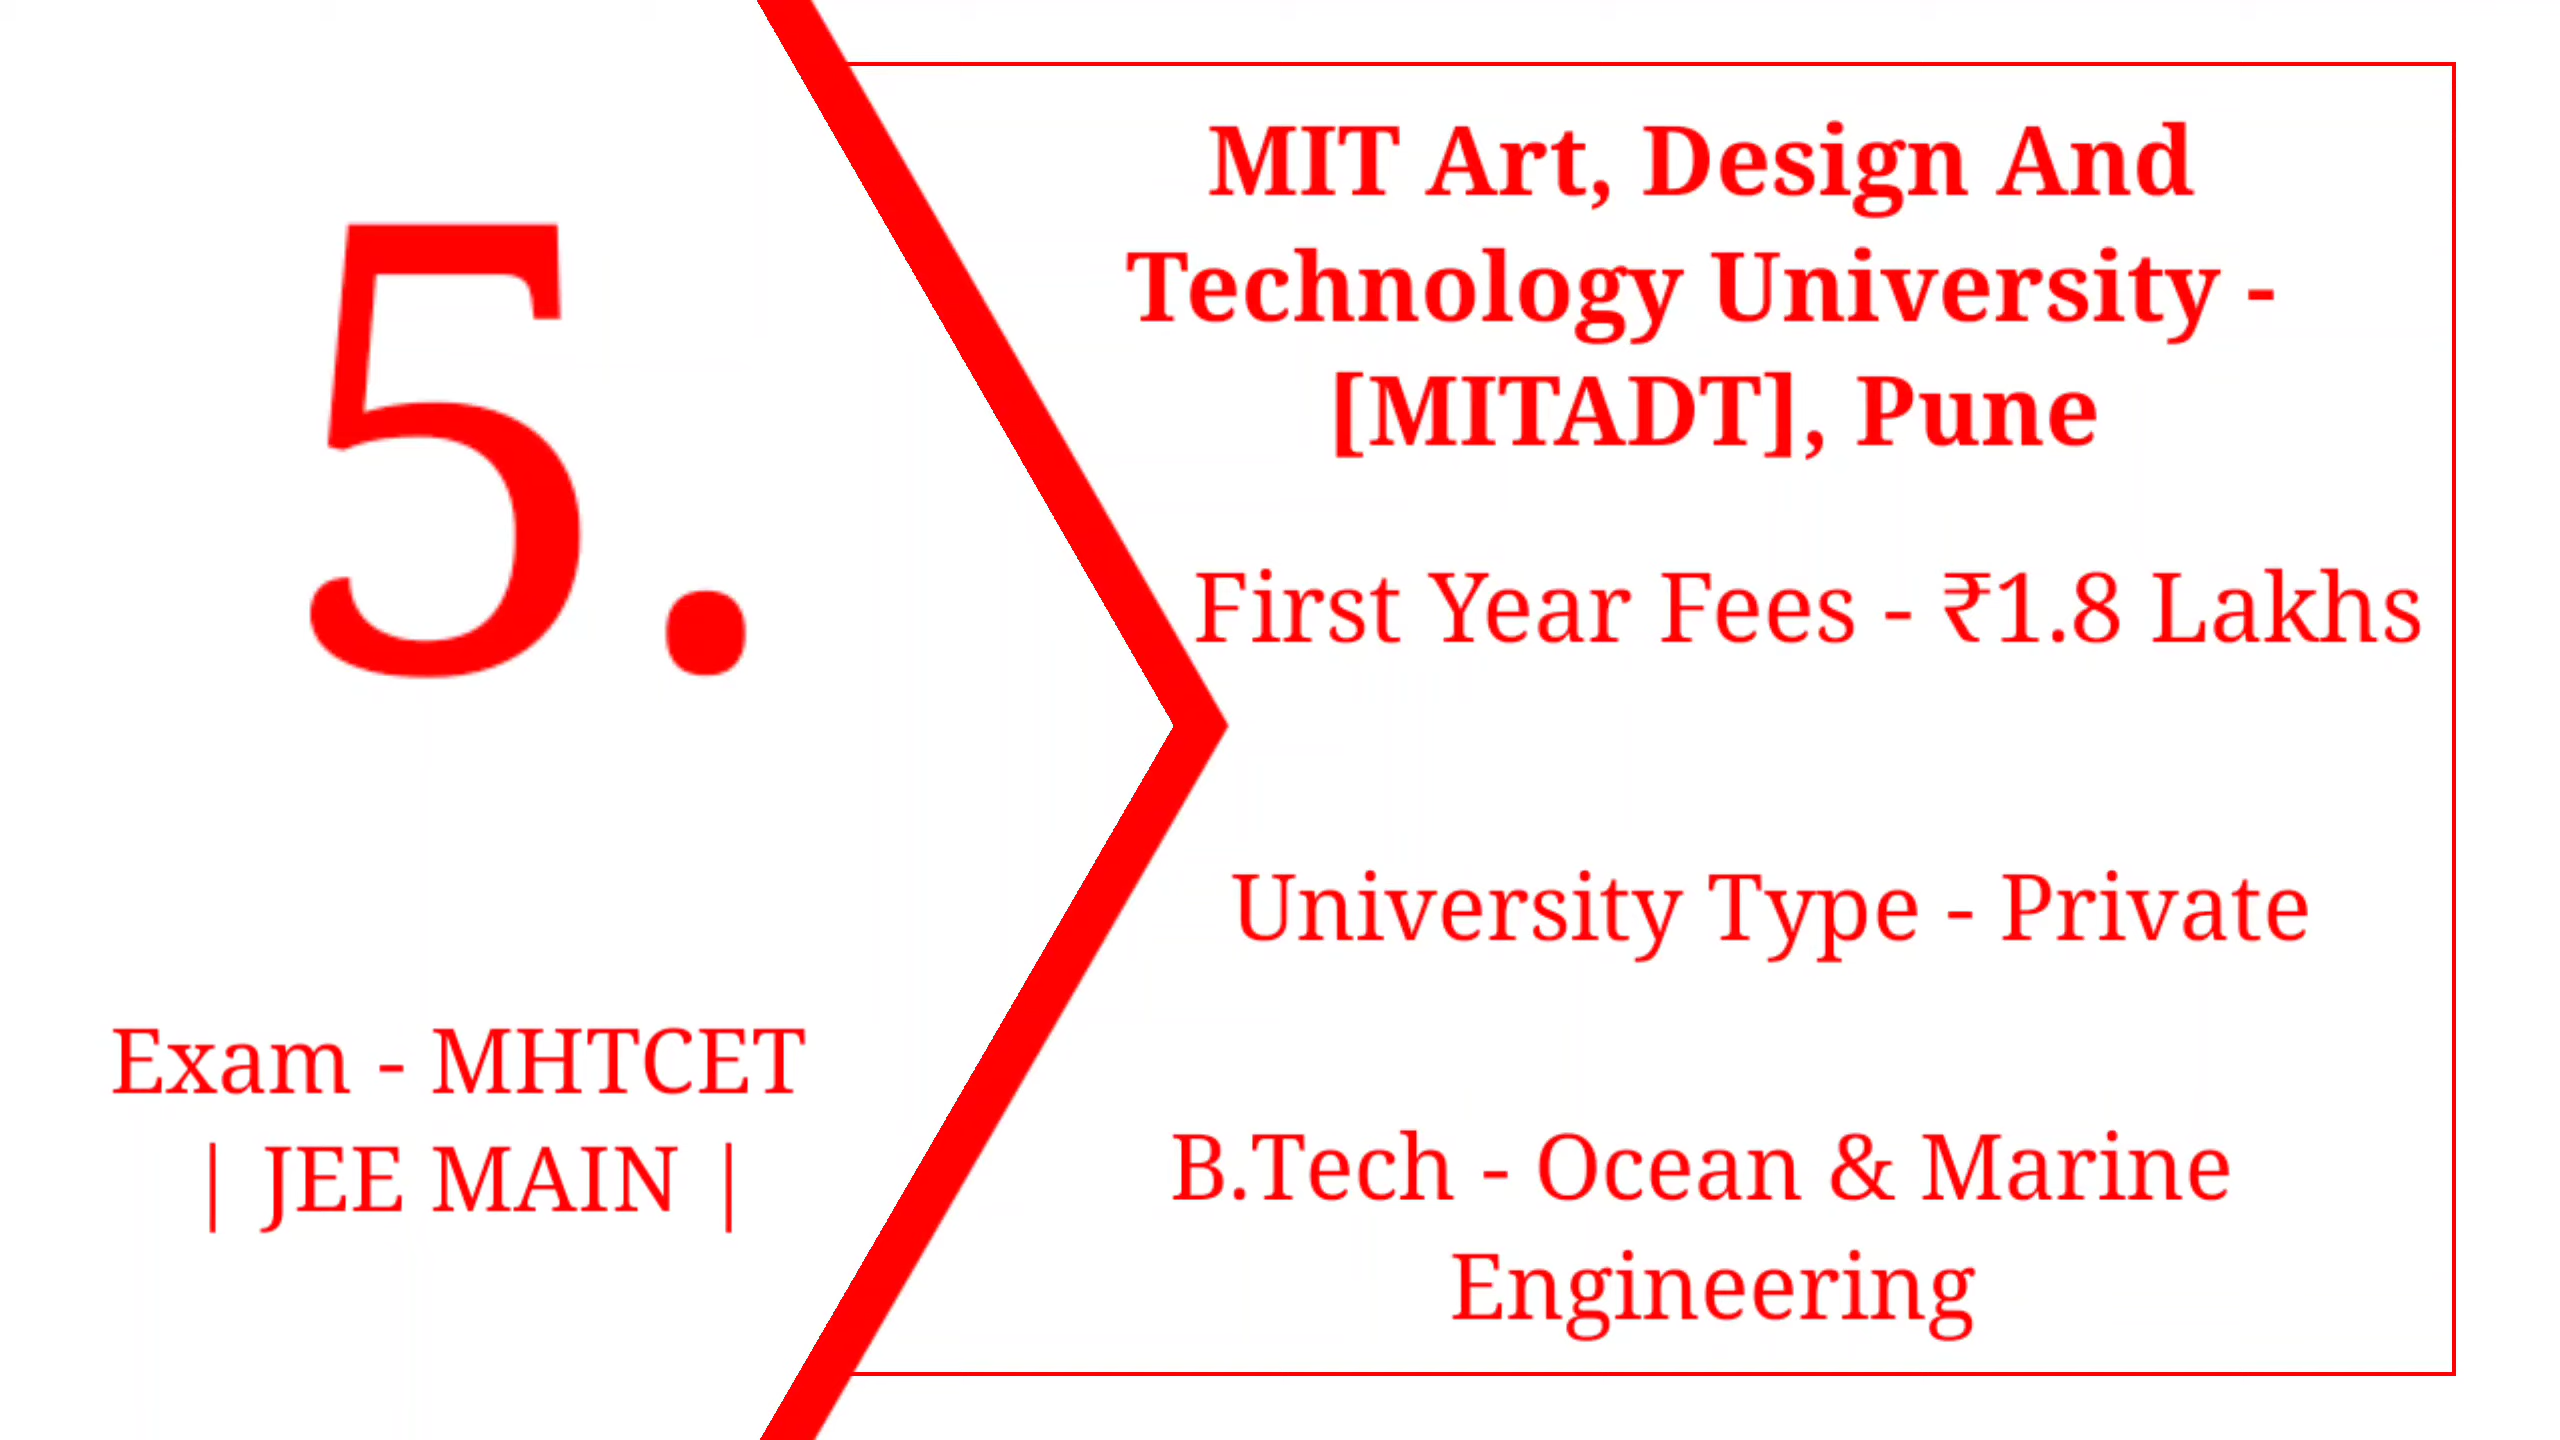 5.
Exam - MHTCET
| JEE MAIN |
MIT Art, Design And
Technology University -
[MITADT], Pune
First Year Fees - ₹1.8 Lakhs
University Type - Private
B.Tech - Ocean & Marine
Engineering